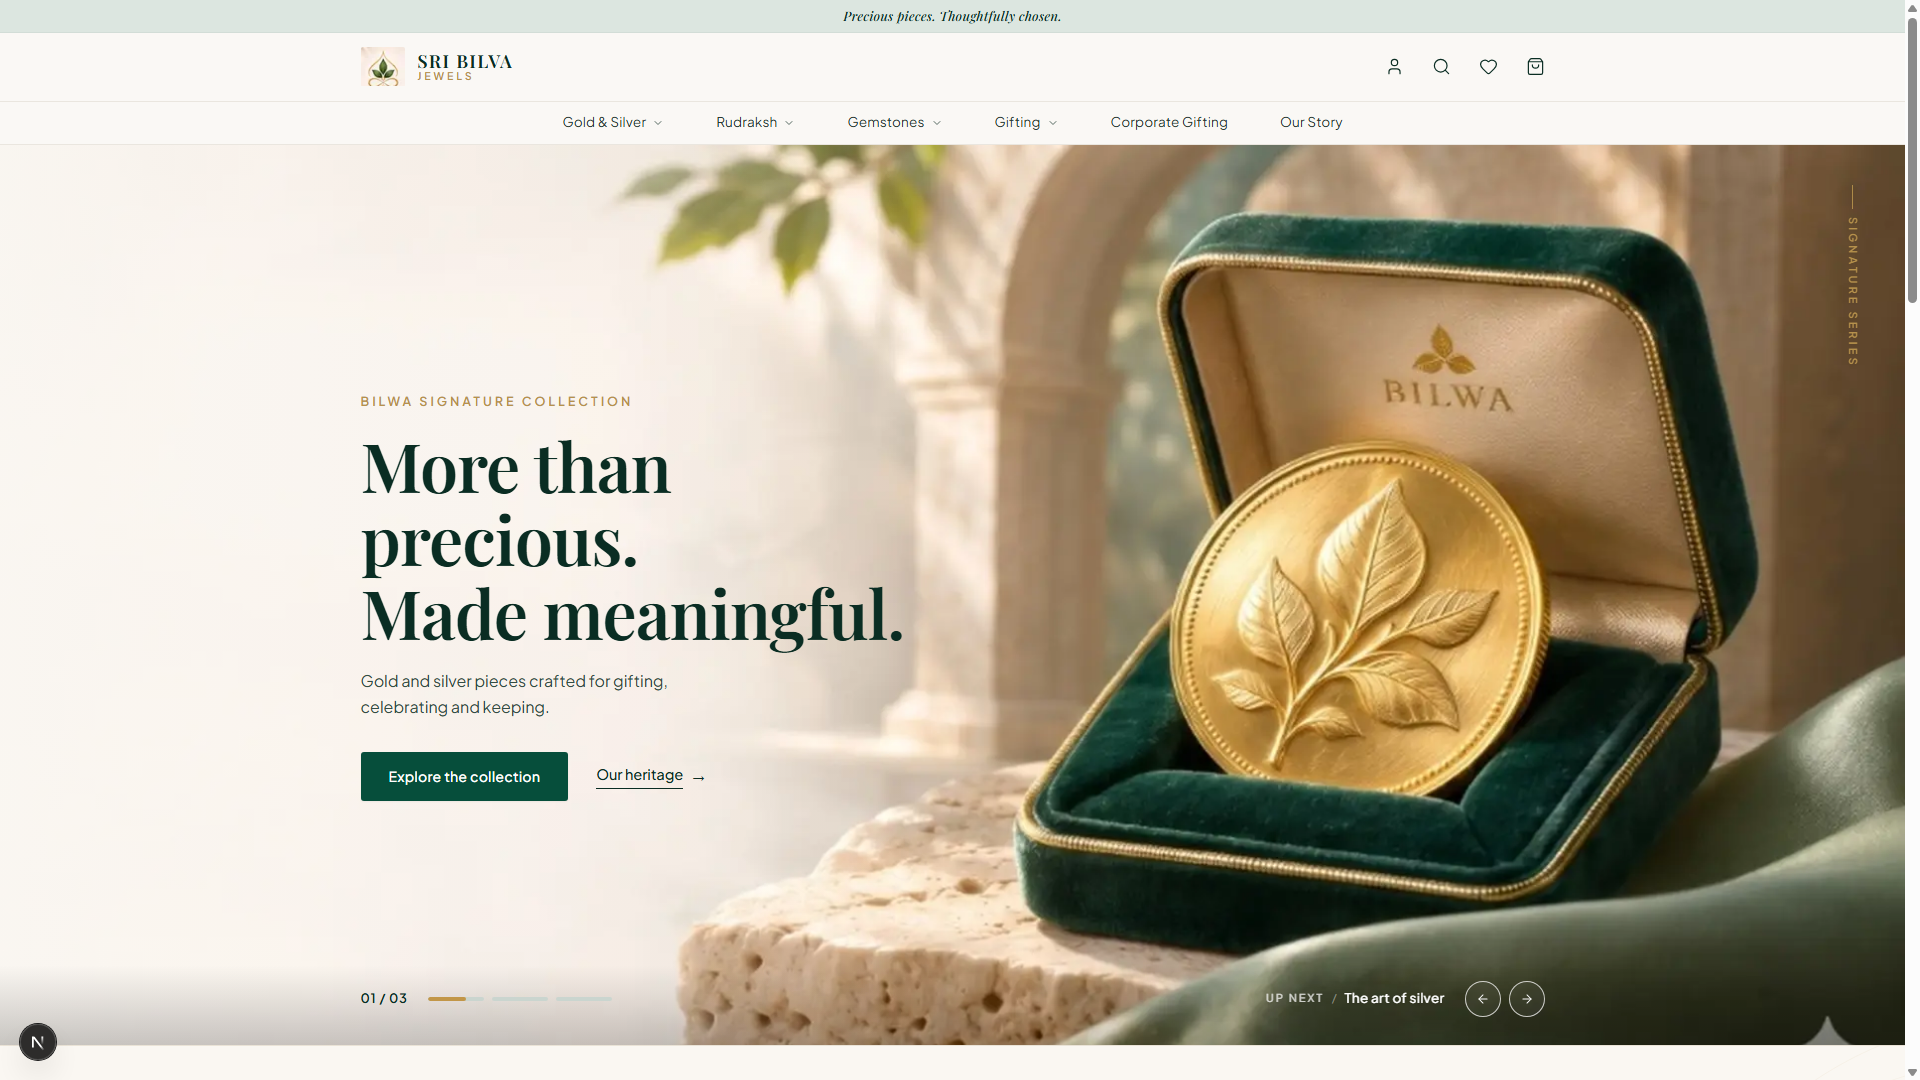 Precious pieces. Thoughtfully chosen.
SRI BILVA
JEWELS
Gold & Silver
Rudraksh
Gemstones
Gifting
Corporate Gifting
Our Story
SIGNATURE SERIES
BILWA
BILWA SIGNATURE COLLECTION
More than
precious.
Made meaningful.
Gold and silver pieces crafted for gifting,
celebrating and keeping.
Explore the collection
Our heritage →
01 / 03
UP NEXT / The art of silver
N